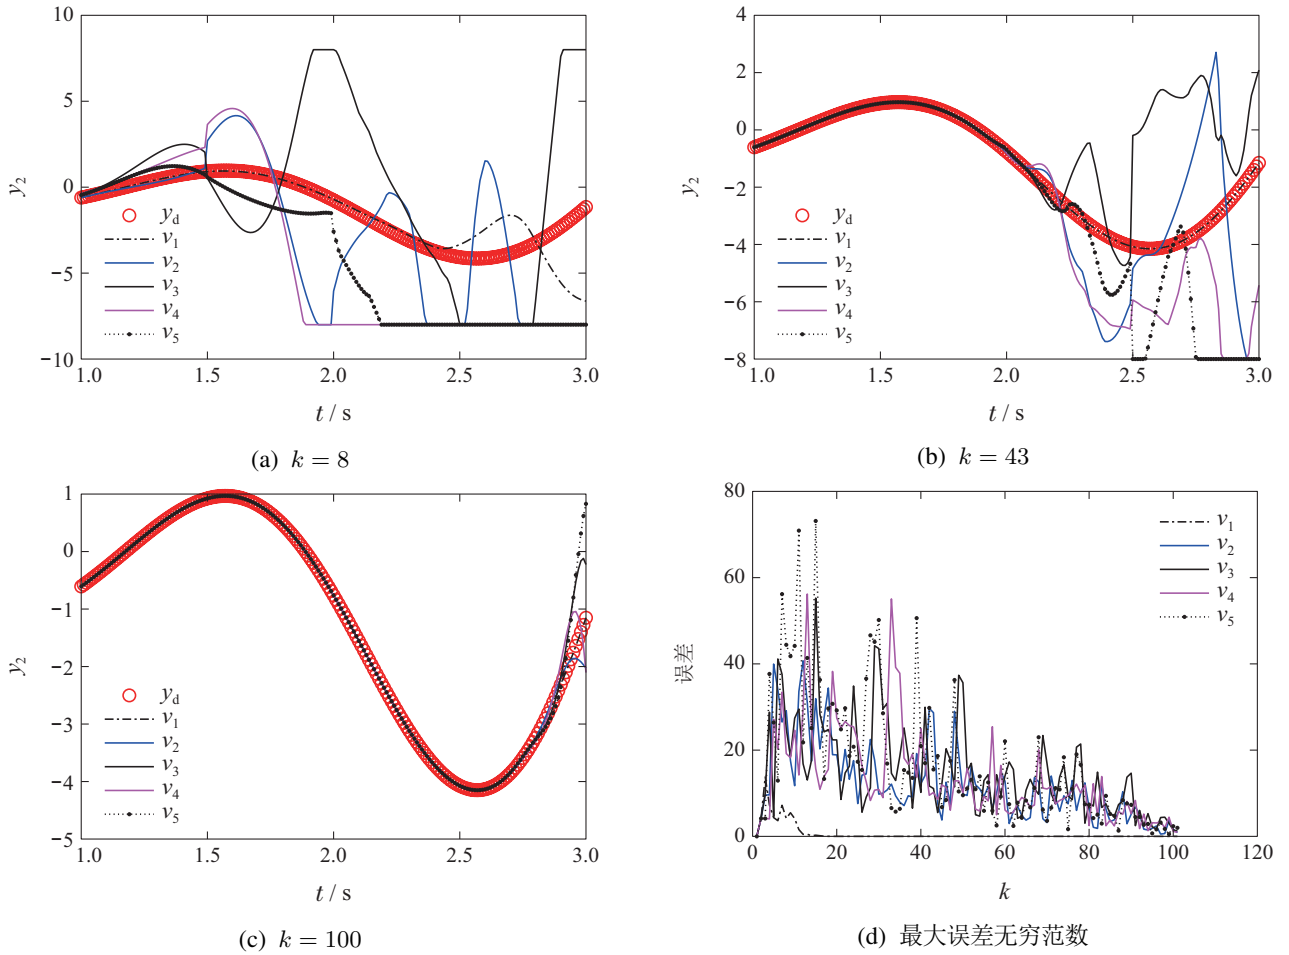 10
5
0
−5
−10
y2
yd
v1
v2
v3
v4
v5
1.0 1.5 2.0 2.5 3.0
t / s
(a) k = 8
4
2
0
−2
−4
−6
−8
y2
yd
v1
v2
v3
v4
v5
1.0 1.5 2.0 2.5 3.0
t / s
(b) k = 43
1
0
−1
−2
−3
−4
−5
y2
yd
v1
v2
v3
v4
v5
1.0 1.5 2.0 2.5 3.0
t / s
(c) k = 100
80
60
40
20
0
误差
v1
v2
v3
v4
v5
0 20 40 60 80 100 120
k
(d) 最大误差无穷范数